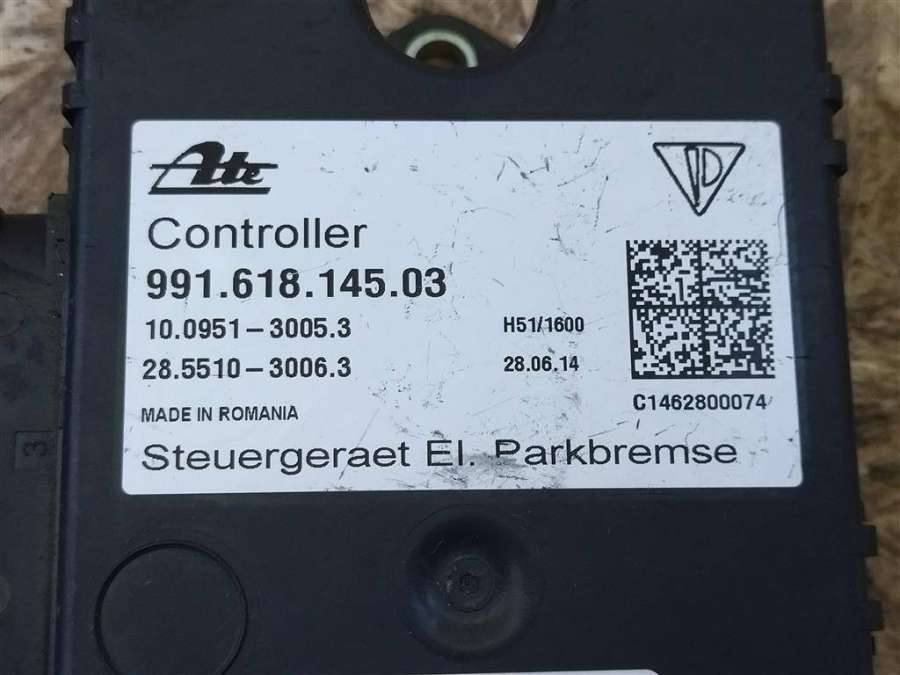 Ate
Controller
991.618.145.03
10.0951-3005.3 H51/1600
28.5510-3006.3 28.06.14
C1462800074
MADE IN ROMANIA
Steuergeraet El. Parkbremse
3